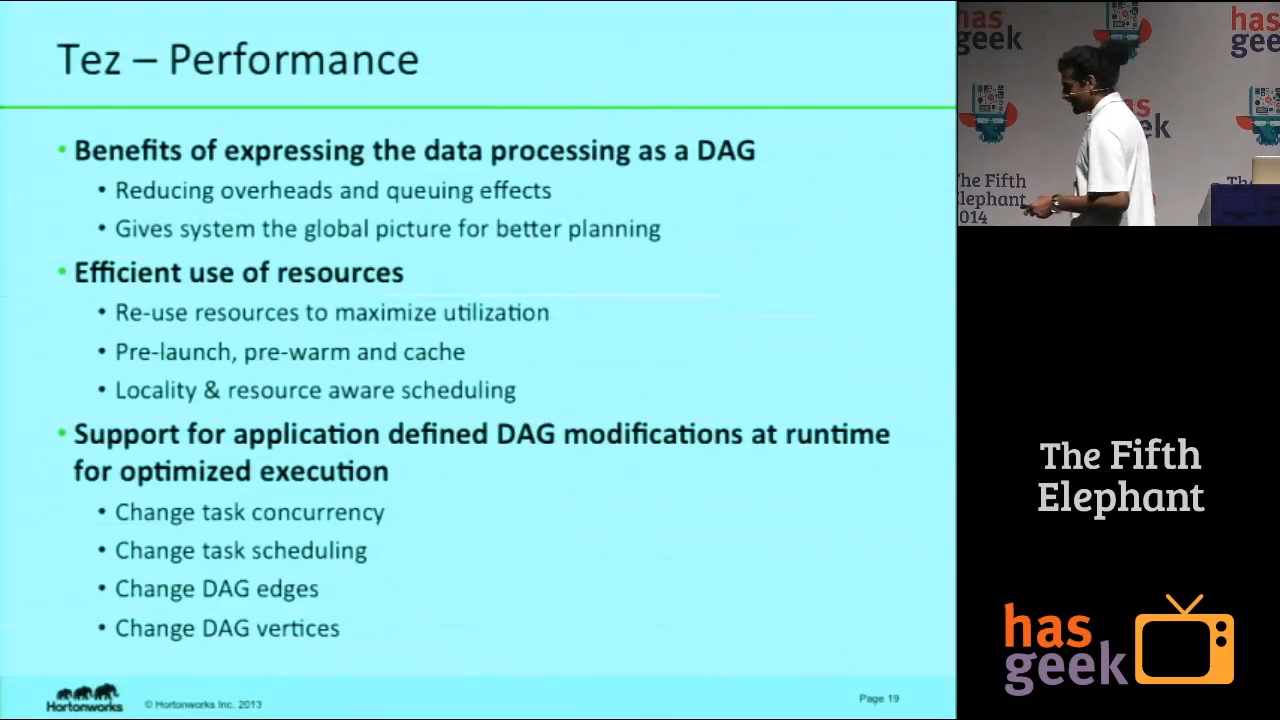 Tez – Performance
• Benefits of expressing the data processing as a DAG
• Reducing overheads and queuing effects
• Gives system the global picture for better planning
• Efficient use of resources
• Re-use resources to maximize utilization
• Pre-launch, pre-warm and cache
• Locality & resource aware scheduling
• Support for application defined DAG modifications at runtime
for optimized execution
• Change task concurrency
• Change task scheduling
• Change DAG edges
• Change DAG vertices
Hortonworks
© Hortonworks Inc. 2013
Page 19
has
geek
has
geek
as
ek
The Fifth
Elephant
2014
The
The Fifth
Elephant
has
geek